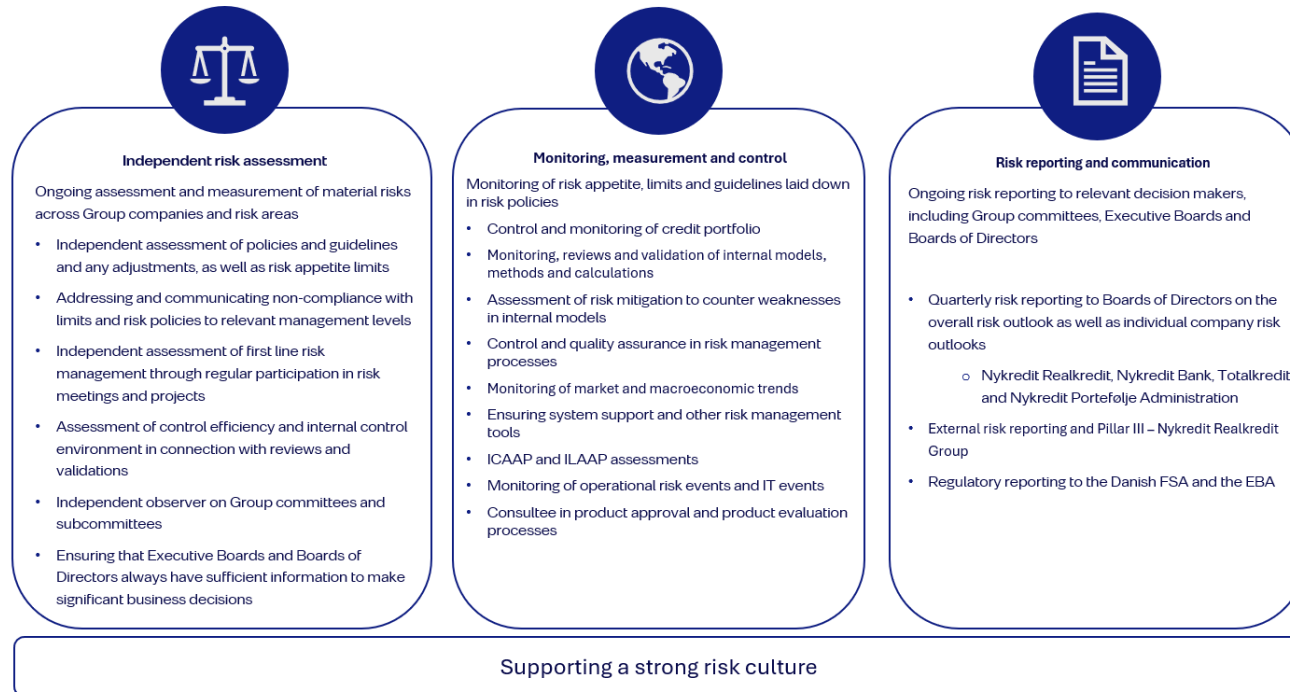 Independent risk assessment
Ongoing assessment and measurement of material risks
across Group companies and risk areas
• Independent assessment of policies and guidelines
and any adjustments, as well as risk appetite limits
• Addressing and communicating non-compliance with
limits and risk policies to relevant management levels
• Independent assessment of first line risk
management through regular participation in risk
meetings and projects
• Assessment of control efficiency and internal control
environment in connection with reviews and
validations
• Independent observer on Group committees and
subcommittees
• Ensuring that Executive Boards and Boards of
Directors always have sufficient information to make
significant business decisions
Monitoring, measurement and control
Monitoring of risk appetite, limits and guidelines laid down
in risk policies
• Control and monitoring of credit portfolio
• Monitoring, reviews and validation of internal models,
methods and calculations
• Assessment of risk mitigation to counter weaknesses
in internal models
• Control and quality assurance in risk management
processes
• Monitoring of market and macroeconomic trends
• Ensuring system support and other risk management
tools
• ICAAP and ILAAP assessments
• Monitoring of operational risk events and IT events
• Consultee in product approval and product evaluation
processes
Risk reporting and communication
Ongoing risk reporting to relevant decision makers,
including Group committees, Executive Boards and
Boards of Directors
• Quarterly risk reporting to Boards of Directors on the
overall risk outlook as well as individual company risk
outlooks
o Nykredit Realkredit, Nykredit Bank, Totalkredit
and Nykredit Portefølje Administration
• External risk reporting and Pillar III – Nykredit Realkredit
Group
• Regulatory reporting to the Danish FSA and the EBA
Supporting a strong risk culture